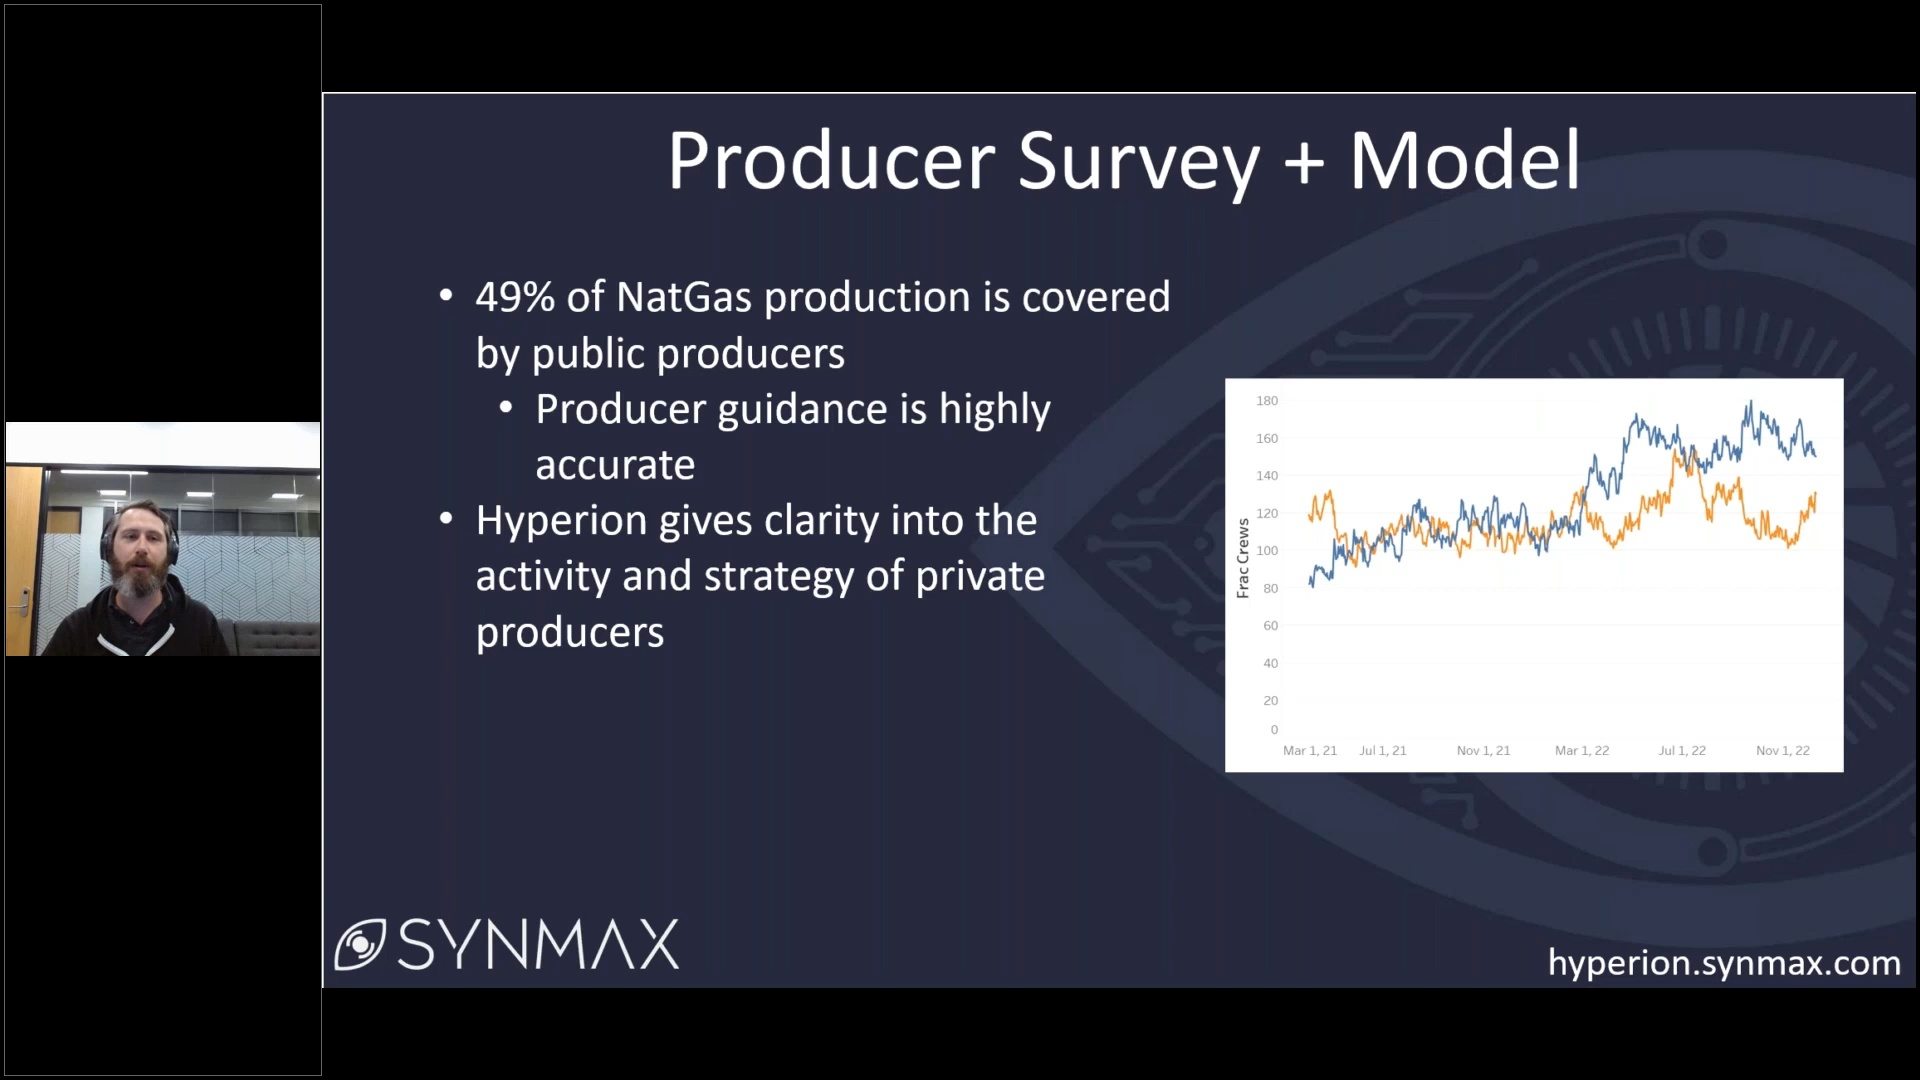 Producer Survey + Model
• 49% of NatGas production is covered
by public producers
• Producer guidance is highly
accurate
• Hyperion gives clarity into the
activity and strategy of private
producers
Frac Crews
180
160
140
120
100
80
60
40
20
0
Mar 1, 21 Jul 1, 21 Nov 1, 21 Mar 1, 22 Jul 1, 22 Nov 1, 22
SYNMAX
hyperion.synmax.com